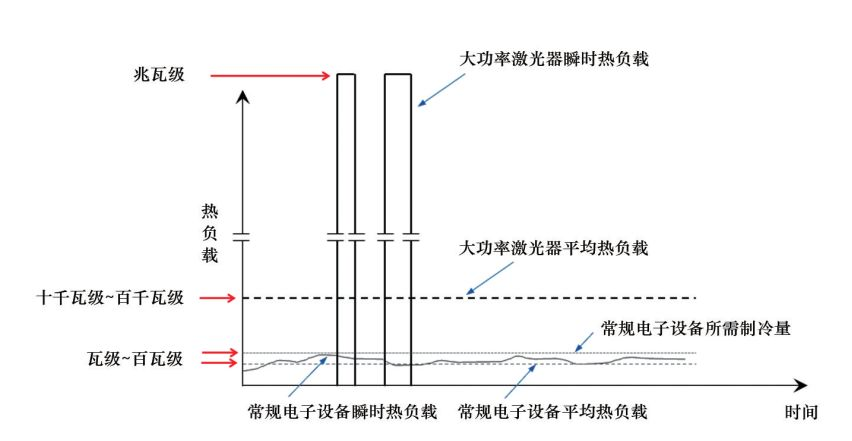 大功率激光器瞬时热负载
兆瓦级
热负载
大功率激光器平均热负载
十千瓦级~百千瓦级
常规电子设备所需制冷量
瓦级~百瓦级
常规电子设备瞬时热负载
常规电子设备平均热负载
时间